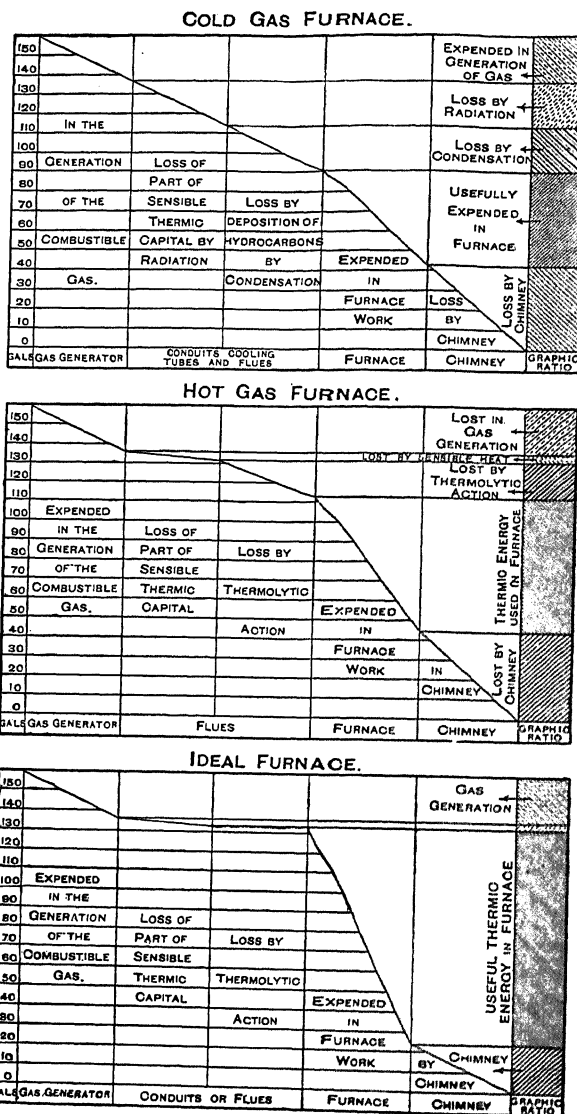 COLD GAS FURNACE.
150
140
130
120
110
100
90
80
70
60
50
40
30
20
10
0
IN THE
GENERATION
OF THE
COMBUSTIBLE
GAS.
LOSS OF
PART OF
SENSIBLE
THERMIC
CAPITAL BY
RADIATION
LOSS BY
DEPOSITION OF
HYDROCARBONS
BY
CONDENSATION
EXPENDED
IN
FURNACE
WORK
LOSS
BY
CHIMNEY
EXPENDED IN
GENERATION
OF GAS
LOSS BY
RADIATION
LOSS BY
CONDENSATION
USEFULLY
EXPENDED
IN
FURNACE
LOSS BY
CHIMNEY
CALS
GAS GENERATOR
CONDUITS COOLING
TUBES AND FLUES
FURNACE
CHIMNEY
GRAPHIC
RATIO
HOT GAS FURNACE.
150
140
130
120
110
100
90
80
70
60
50
40
30
20
10
0
EXPENDED
IN THE
GENERATION
OF THE
COMBUSTIBLE
GAS.
LOSS OF
PART OF
SENSIBLE
THERMIC
CAPITAL
LOSS BY
THERMOLYTIC
ACTION
EXPENDED
IN
FURNACE
WORK
IN
CHIMNEY
LOST IN
GAS
GENERATION
LOST BY SENSIBLE HEAT
LOST BY
THERMOLYTIC
ACTION
THERMIC ENERGY
USED IN FURNACE
LOST BY
CHIMNEY
CALS
GAS GENERATOR
FLUES
FURNACE
CHIMNEY
GRAPHIC
RATIO
IDEAL FURNACE.
150
140
130
120
110
100
90
80
70
60
50
40
30
20
10
0
EXPENDED
IN THE
GENERATION
OF THE
COMBUSTIBLE
GAS.
LOSS OF
PART OF
SENSIBLE
THERMIC
CAPITAL
LOSS BY
THERMOLYTIC
ACTION
EXPENDED
IN
FURNACE
WORK
BY
CHIMNEY
GAS
GENERATION
USEFUL THERMIC
ENERGY IN FURNACE
CHIMNEY
CALS
GAS GENERATOR
CONDUITS OR FLUES
FURNACE
CHIMNEY
GRAPHIC
RATIO